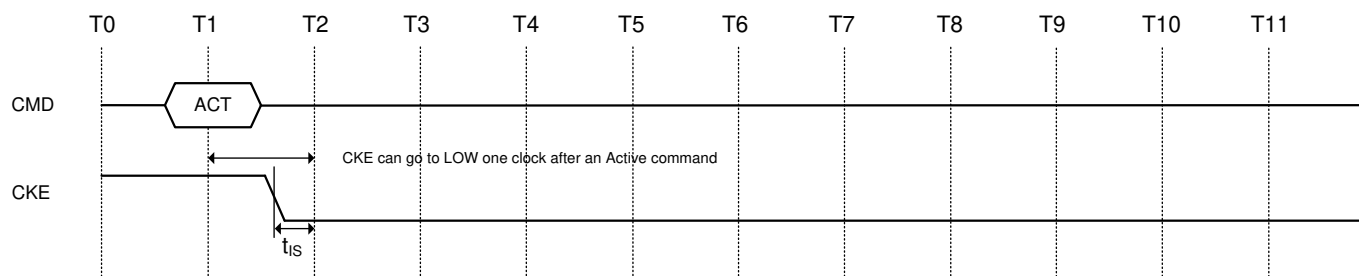 T0 T1 T2 T3 T4 T5 T6 T7 T8 T9 T10 T11
CMD ACT
CKE can go to LOW one clock after an Active command
CKE
tIS